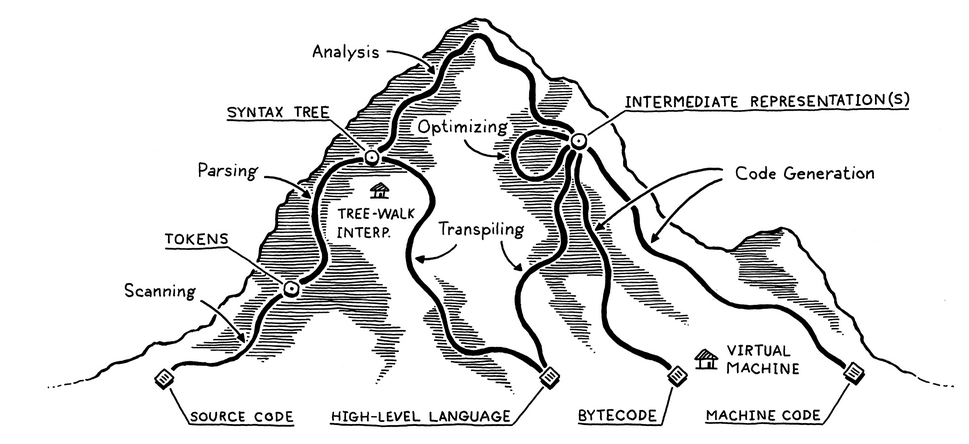 Analysis
INTERMEDIATE REPRESENTATION(S)
SYNTAX TREE
Optimizing
Parsing
Code Generation
TREE-WALK
INTERP.
TOKENS
Transpiling
Scanning
VIRTUAL
MACHINE
SOURCE CODE
HIGH-LEVEL LANGUAGE
BYTECODE
MACHINE CODE